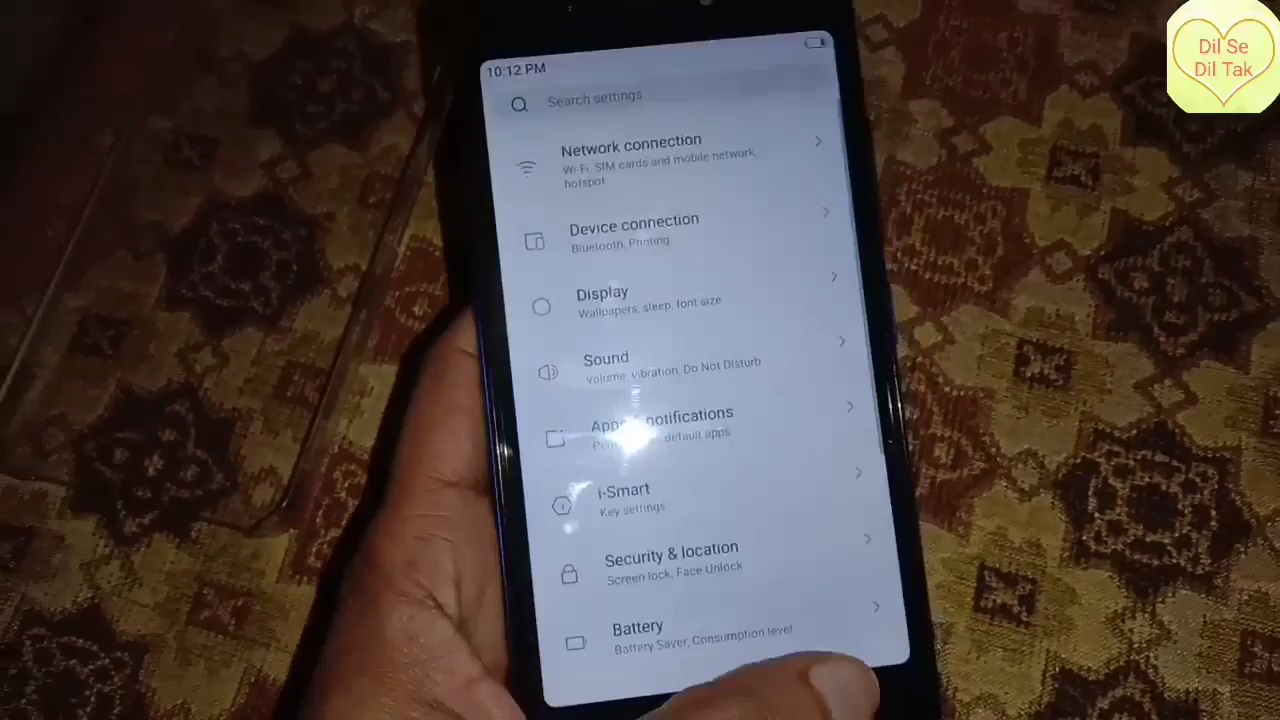 Dil Se
Dil Tak
10:12 PM
Search settings
Network connection
Wi-Fi, SIM cards and mobile network,
hotspot
Device connection
Bluetooth, Printing
Display
Wallpapers, sleep, font size
Sound
volume, vibration, Do Not Disturb
notifications
default apps
i-Smart
Key settings
Security & location
Screen lock, Face Unlock
Battery
Battery Saver, Consumption level